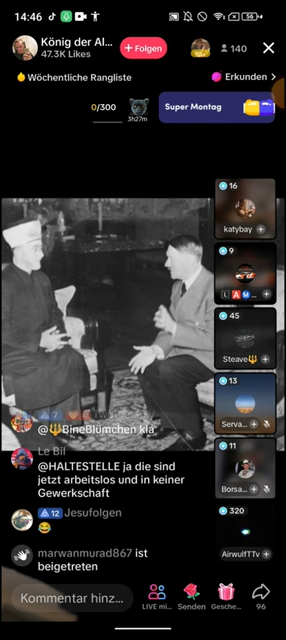 14:46
56
König der Al...
47.3K Likes
+ Folgen
140
Wöchentliche Rangliste
Erkunden >
0/300
3h27m
Super Montag
16
katybay
9
LAM...
45
Steave🔱
13
Serva...
11
Borsa...
320
AirwulfTTv
@🔱BineBlümchen kla
Le Bil
@HALTESTELLE ja die sind
jetzt arbeitslos und in keiner
Gewerkschaft
12 Jesufolgen
😂
marwanmurad867 ist
beigetreten
Kommentar hinz...
LIVE mi...
Senden
Gesche...
96